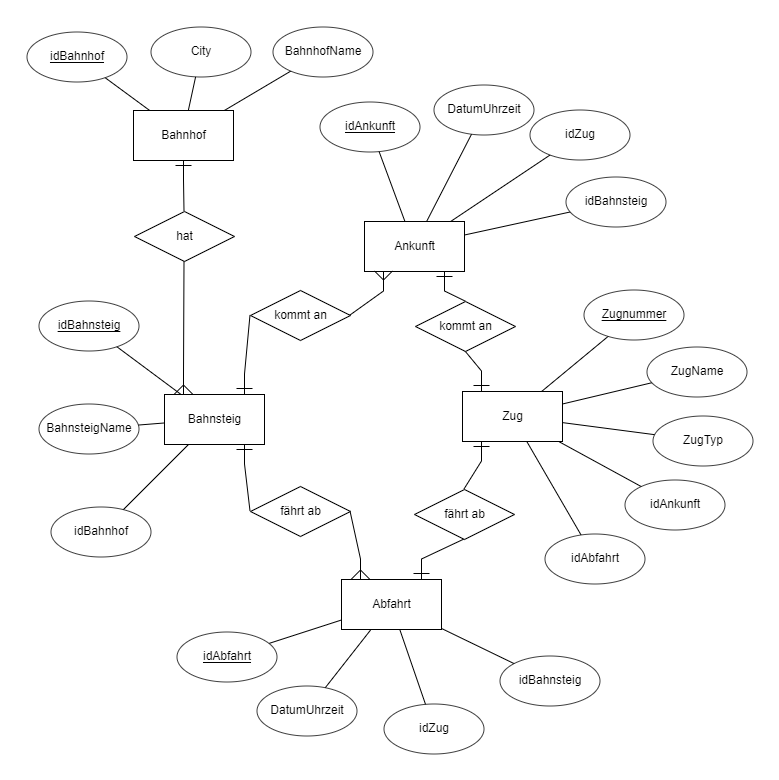 idBahnhof
City
BahnhofName
Bahnhof
idAnkunft
DatumUhrzeit
idZug
idBahnsteig
Ankunft
hat
kommt an
kommt an
idBahnsteig
Zugnummer
ZugName
BahnsteigName
Bahnsteig
Zug
ZugTyp
idBahnhof
fährt ab
fährt ab
idAnkunft
idAbfahrt
Abfahrt
idAbfahrt
DatumUhrzeit
idZug
idBahnsteig